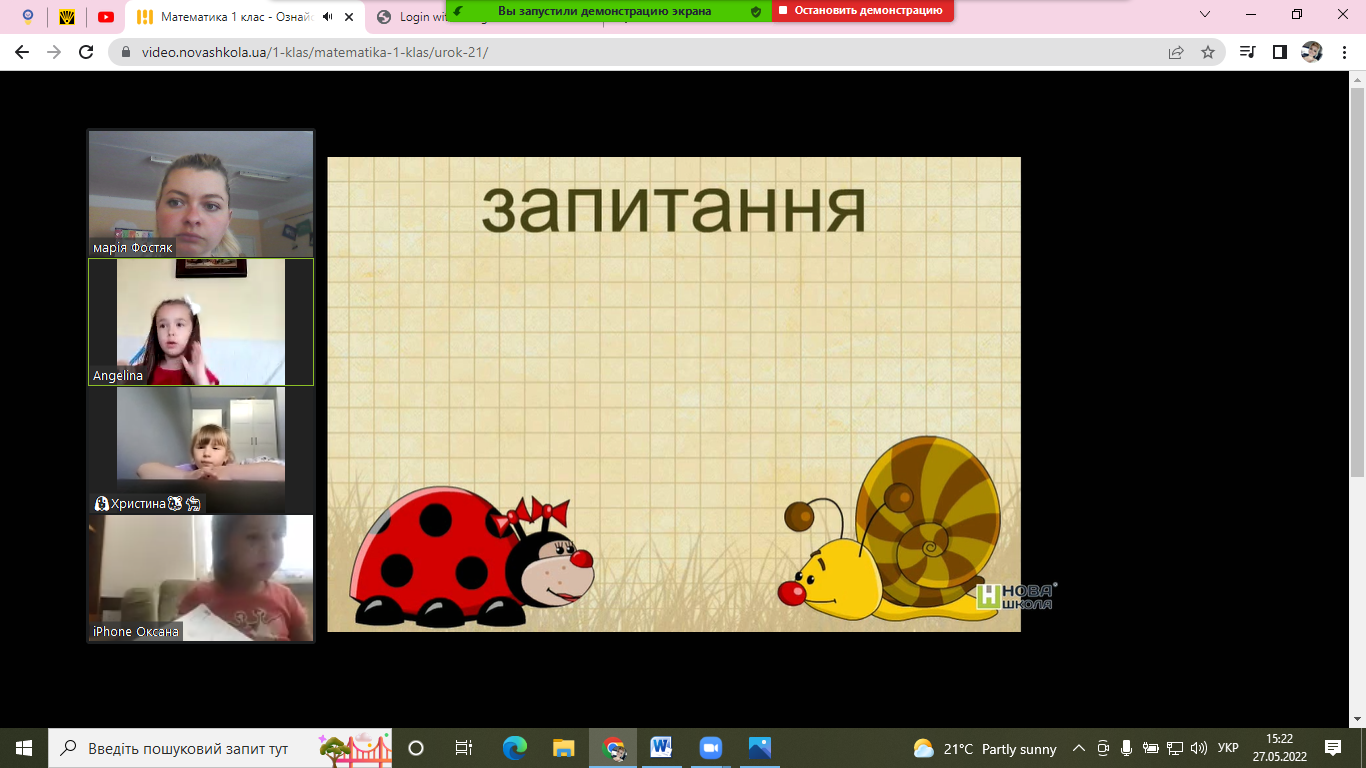 Математика 1 клас - Ознайо
Login wi
Вы запустили демонстрацию экрана
Остановить демонстрацию
video.novashkola.ua/1-klas/matematika-1-klas/urok-21/
запитання
марія Фостяк
Angelina
Христина
iPhone Оксана
НОВА
ШКОЛА
Введіть пошуковий запит тут
21°C Partly sunny
УКР
15:22
27.05.2022